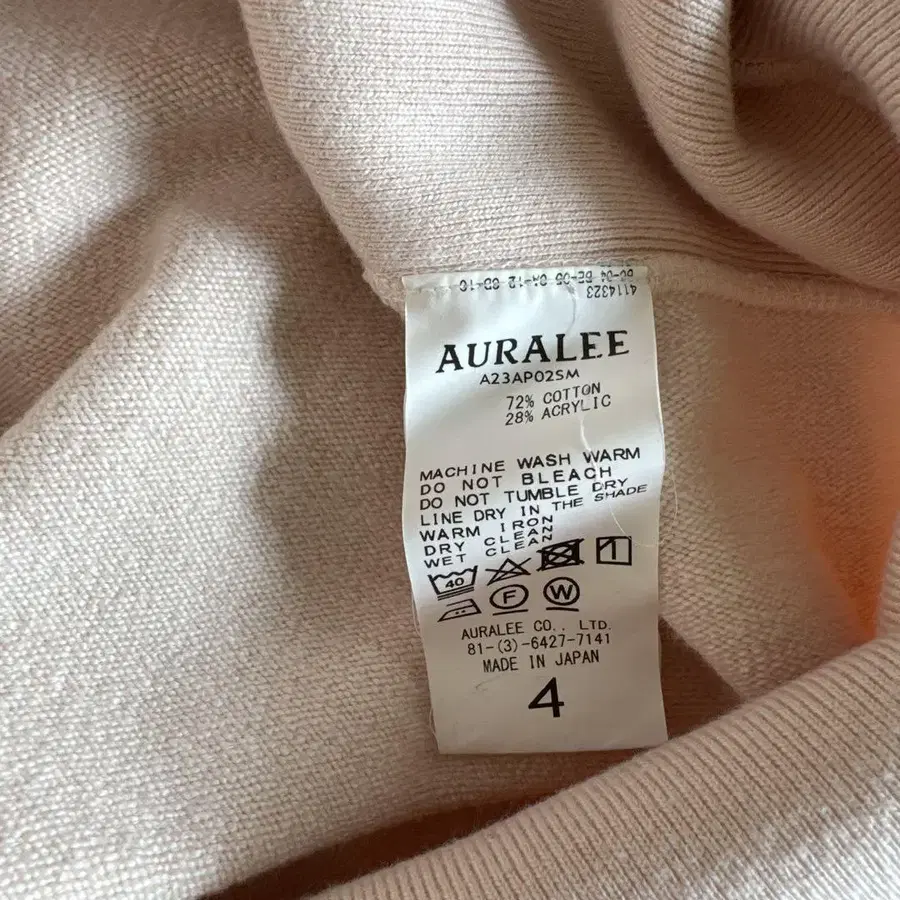 4114323
AURALEE
A23AP02SM
72% COTTON
28% ACRYLIC
MACHINE WASH WARM
DO NOT BLEACH
DO NOT TUMBLE DRY
LINE DRY IN THE SHADE
WARM IRON
DRY CLEAN
WET CLEAN
40
F W
AURALEE CO., LTD.
81-(3)-6427-7141
MADE IN JAPAN
4